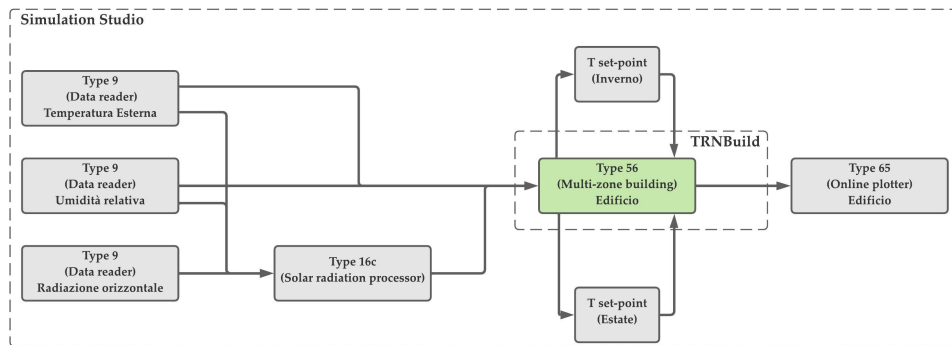 Simulation Studio
Type 9
(Data reader)
Temperatura Esterna
Type 9
(Data reader)
Umidità relativa
Type 9
(Data reader)
Radiazione orizzontale
Type 16c
(Solar radiation processor)
T set-point
(Inverno)
TRNBuild
Type 56
(Multi-zone building)
Edificio
T set-point
(Estate)
Type 65
(Online plotter)
Edificio